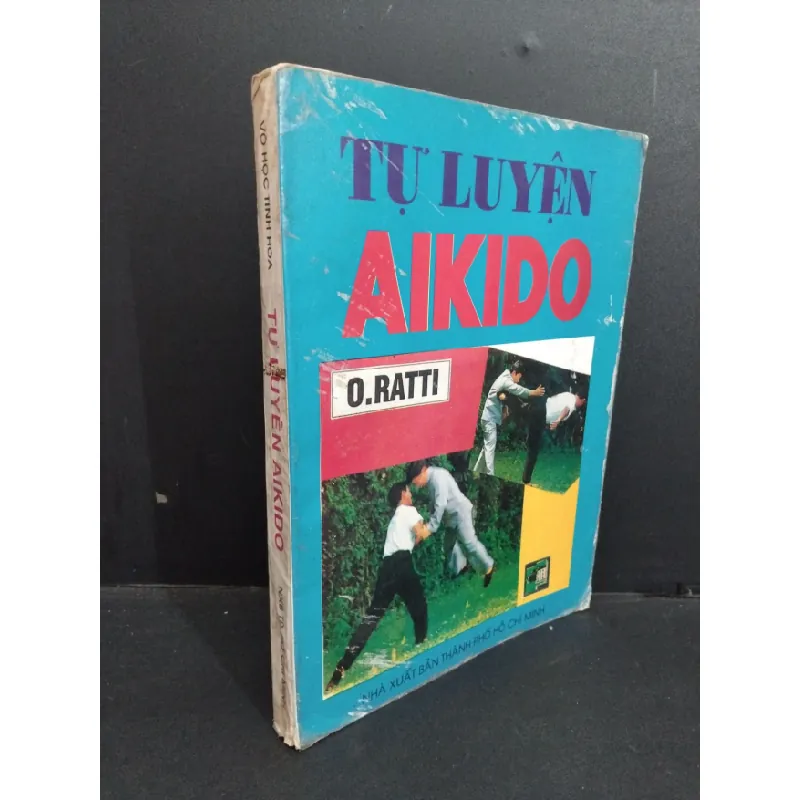 TỰ LUYỆN
AIKIDO
O.RATTI
NHÀ XUẤT BẢN THÀNH PHỐ HỒ CHÍ MINH
VÕ HỌC TINH HOA
TỰ LUYỆN AIKIDO